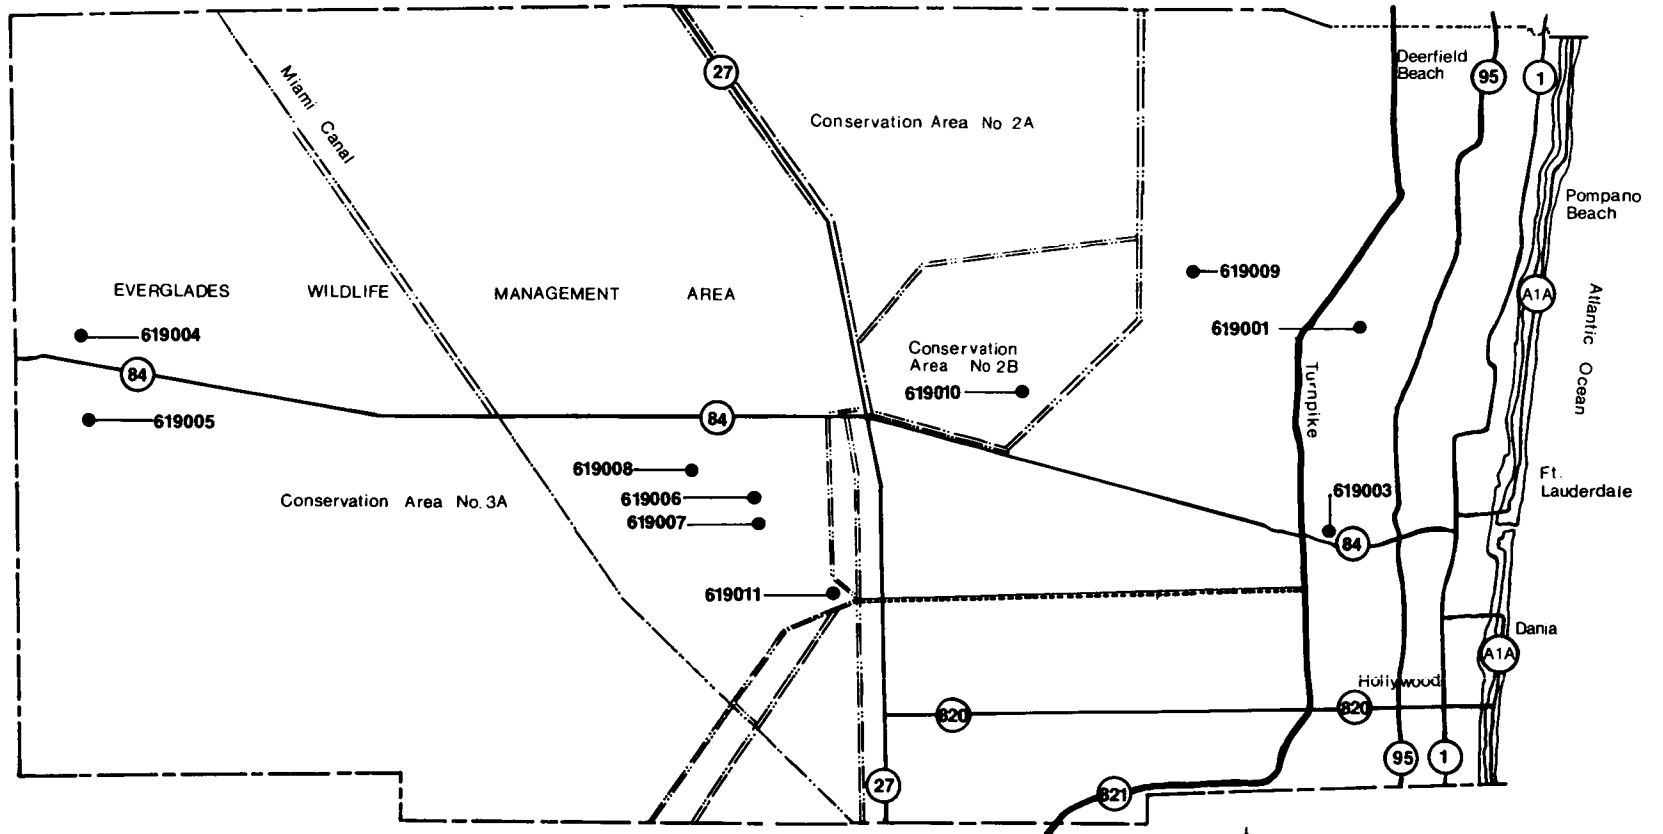 Deerfield
Beach
27
95
1
Miami Canal
Conservation Area No 2A
Pompano
Beach
619009
EVERGLADES WILDLIFE MANAGEMENT AREA
A1A
Atlantic Ocean
619001
619004
Conservation
Area No 2B
84
Turnpike
619010
619005
84
619008
Ft.
Lauderdale
619003
Conservation Area No. 3A
619006
619007
84
619011
Dania
A1A
Hollywood
820
820
95
1
27
821